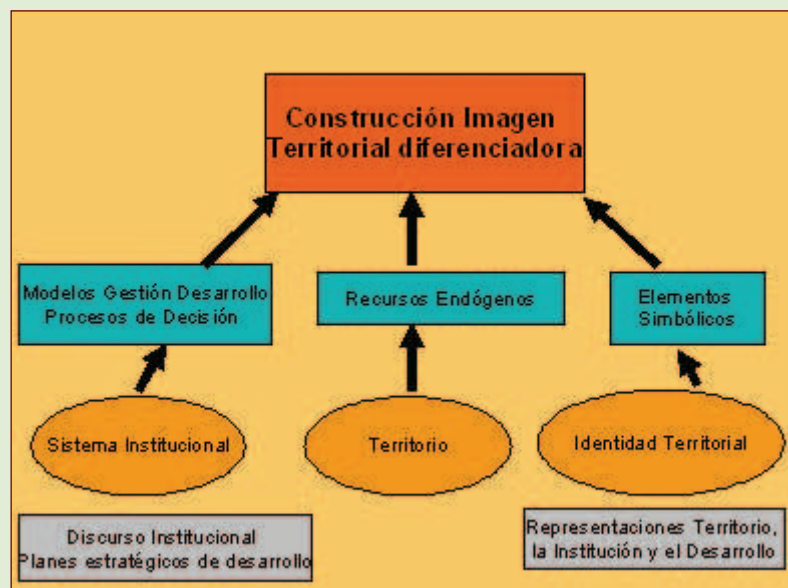 Construcción Imagen
Territorial diferenciadora
Modelos Gestión Desarrollo
Procesos de Decisión
Recursos Endógenos
Elementos
Simbólicos
Sistema Institucional
Territorio
Identidad Territorial
Discurso Institucional
Planes estratégicos de desarrollo
Representaciones Territorio,
la Institución y el Desarrollo